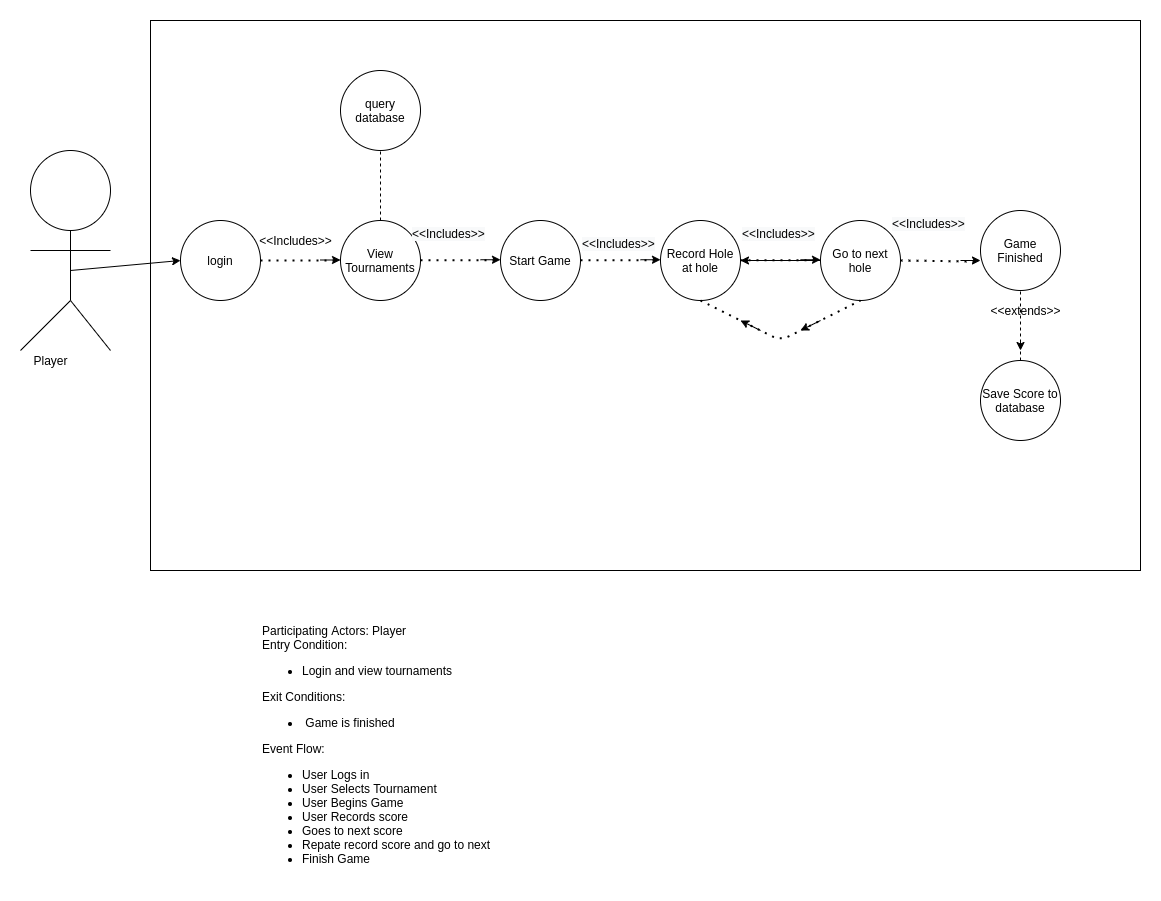 query
database
<<Includes>>
<<Includes>>
<<Includes>>
<<Includes>>
<<Includes>>
login
View
Tournaments
Start Game
Record Hole
at hole
Go to next
hole
Game
Finished
<<extends>>
Player
Save Score to
database
Participating Actors: Player
Entry Condition:
Login and view tournaments
Exit Conditions:
Game is finished
Event Flow:
User Logs in
User Selects Tournament
User Begins Game
User Records score
Goes to next score
Repate record score and go to next
Finish Game